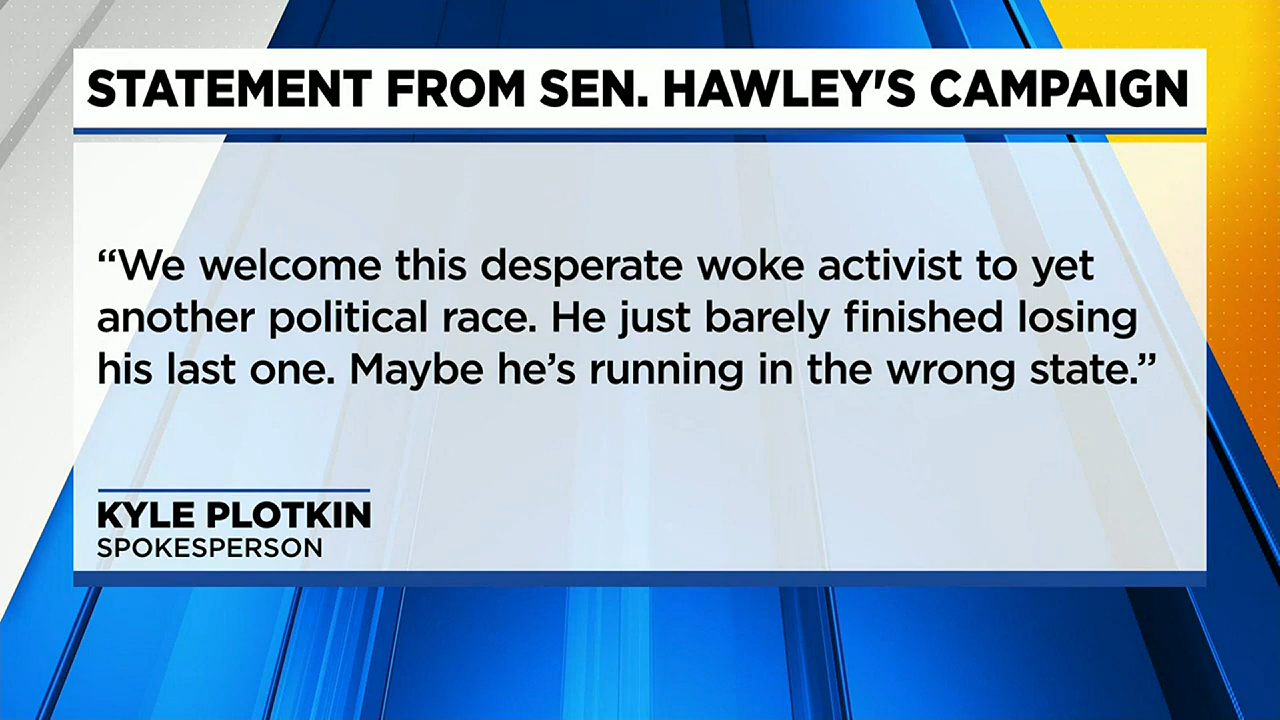 STATEMENT FROM SEN. HAWLEY'S CAMPAIGN
“We welcome this desperate woke activist to yet
another political race. He just barely finished losing
his last one. Maybe he’s running in the wrong state.”
KYLE PLOTKIN
SPOKESPERSON